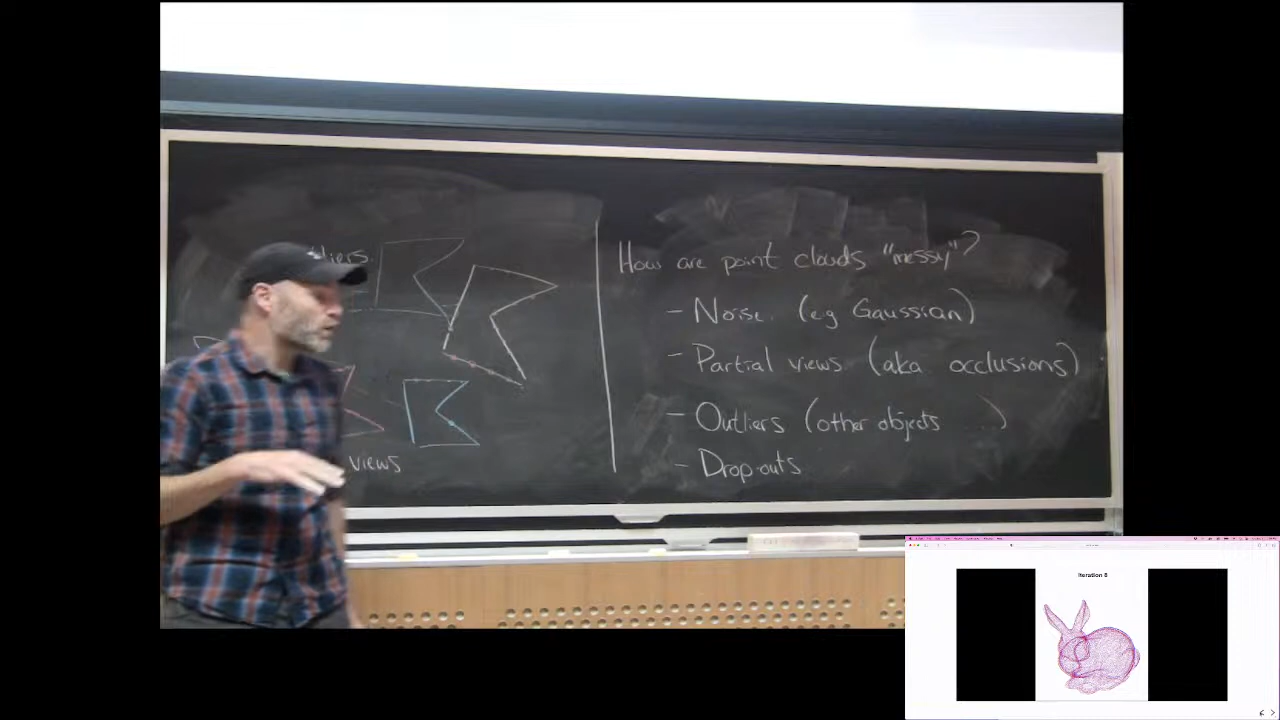 How are point clouds "messy"?
- Noise. (eg Gaussian)
- Partial views (aka occlusions)
- Outliers (other objects ...)
- Drop-outs
views
Iteration 8